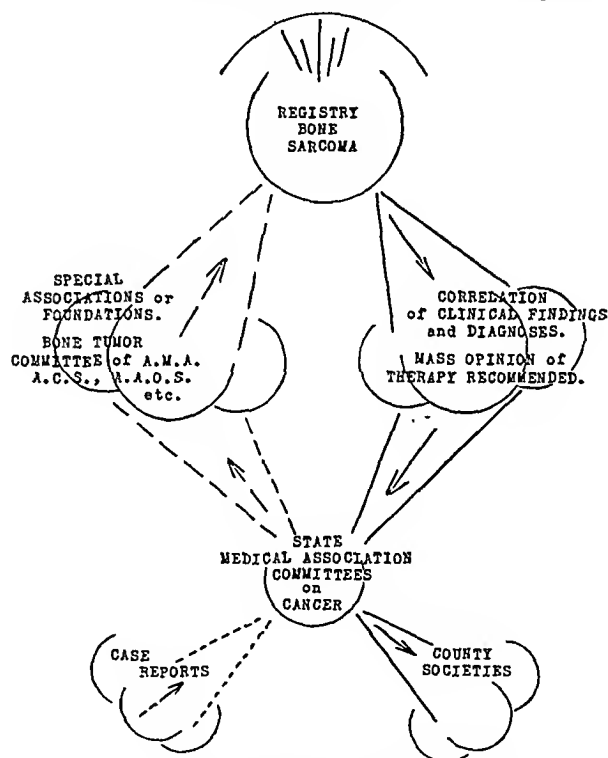 REGISTRY
BONE
SARCOMA
SPECIAL
ASSOCIATIONS or
FOUNDATIONS.
BONE TUMOR
COMMITTEE of A.M.A.
A.C.S., A.A.O.S.
etc.
CORRELATION
of CLINICAL FINDINGS
and DIAGNOSES.
MASS OPINION of
THERAPY RECOMMENDED.
STATE
MEDICAL ASSOCIATION
COMMITTEES
on
CANCER
CASE
REPORTS
COUNTY
SOCIETIES